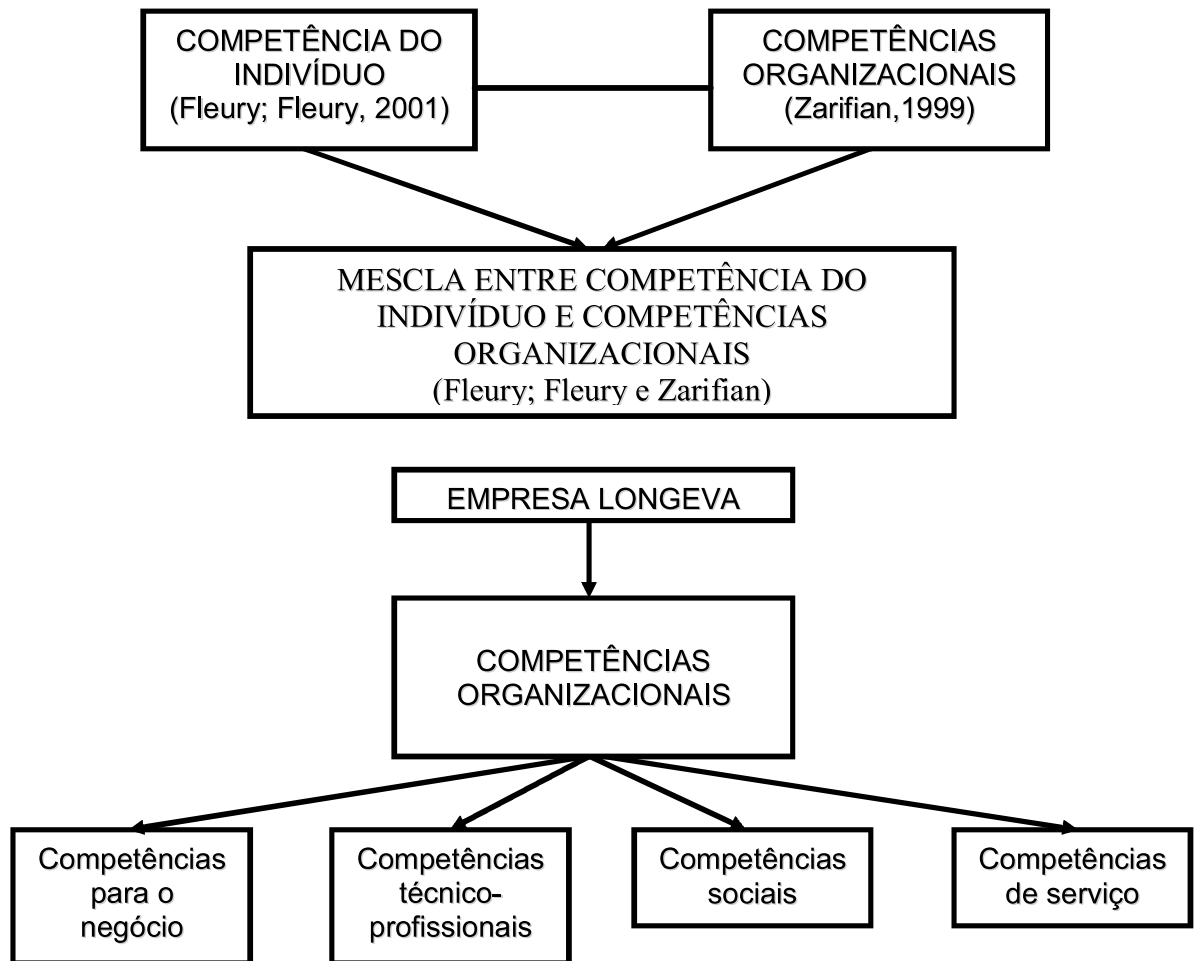 COMPETÊNCIA DO
INDIVÍDUO
(Fleury; Fleury, 2001)
COMPETÊNCIAS
ORGANIZACIONAIS
(Zarifian,1999)
MESCLA ENTRE COMPETÊNCIA DO
INDIVÍDUO E COMPETÊNCIAS
ORGANIZACIONAIS
(Fleury; Fleury e Zarifian)
EMPRESA LONGEVA
COMPETÊNCIAS
ORGANIZACIONAIS
Competências
para o
negócio
Competências
técnico-
profissionais
Competências
sociais
Competências
de serviço